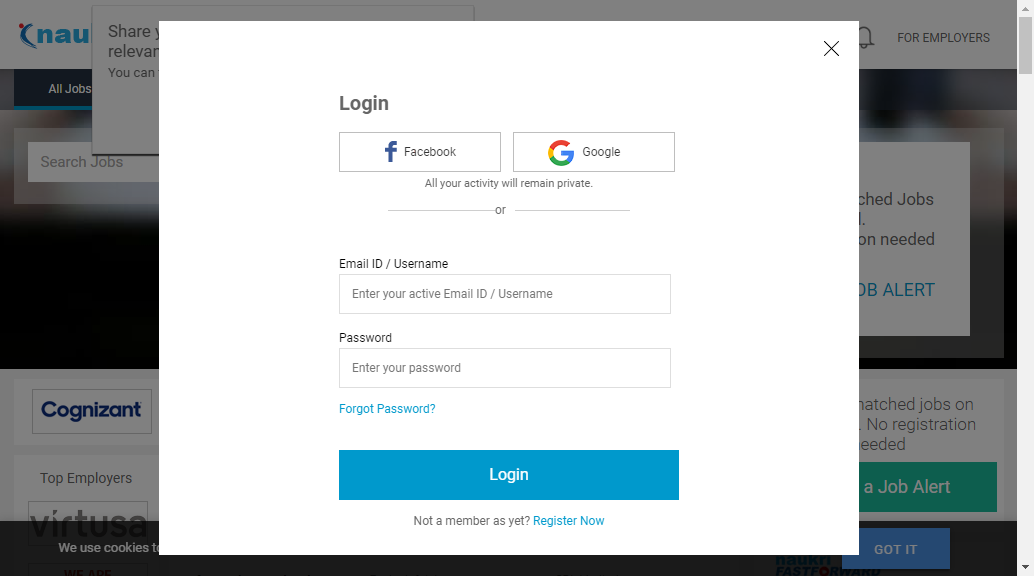 Share y
relevan
You can
FOR EMPLOYERS
All Jobs
Search Jobs
Login
Facebook
Google
All your activity will remain private.
or
Email ID / Username
Enter your active Email ID / Username
Password
Enter your password
Forgot Password?
Login
Not a member as yet? Register Now
ched Jobs
on needed
OB ALERT
Cognizant
Top Employers
virtusa
We use cookies to
WE ARE
natched jobs on
. No registration
eeded
a Job Alert
GOT IT
naukri
FASTFORWARD